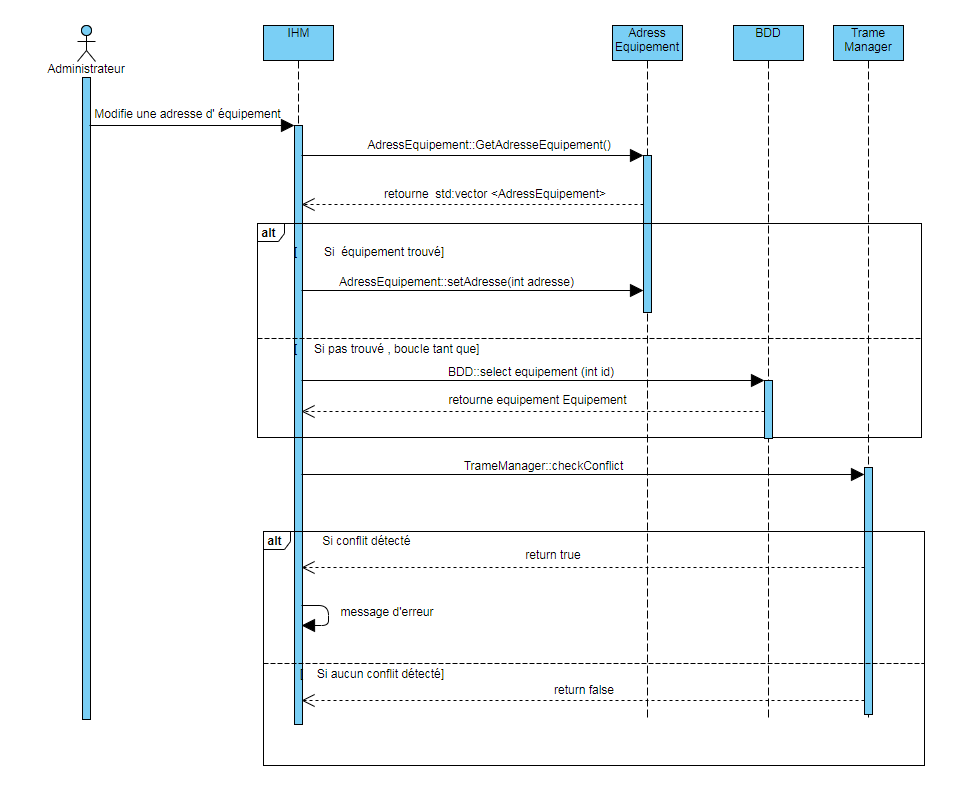 IHM
Adress
Equipement
BDD
Trame
Manager
Administrateur
Modifie une adresse d' équipement
AdressEquipement::GetAdresseEquipement()
retourne std:vector <AdressEquipement>
alt
[ Si équipement trouvé]
AdressEquipement::setAdresse(int adresse)
[ Si pas trouvé , boucle tant que]
BDD::select equipement (int id)
retourne equipement Equipement
TrameManager::checkConflict
alt
Si conflit détecté
return true
message d'erreur
[ Si aucun conflit détecté]
return false